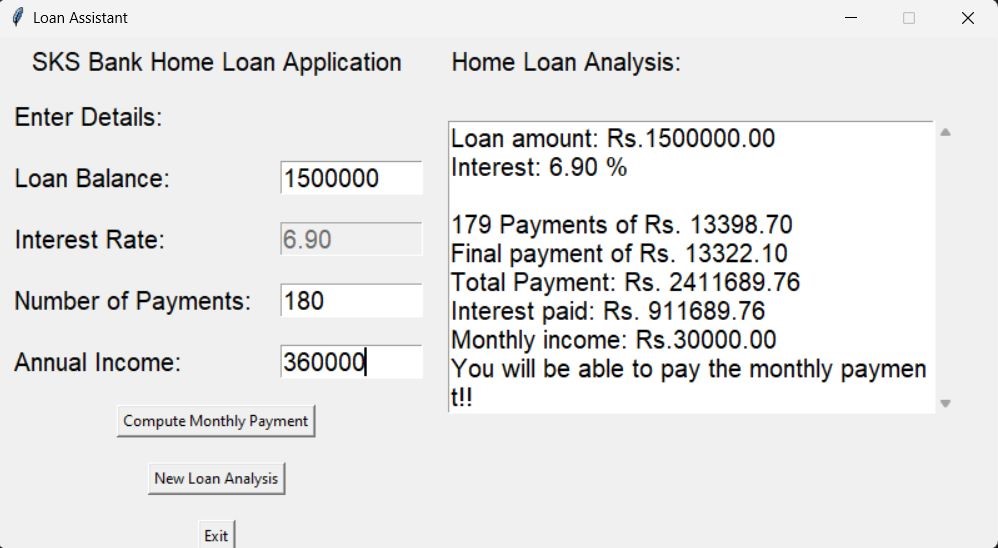 Loan Assistant
SKS Bank Home Loan Application
Enter Details:
Loan Balance: 1500000
Interest Rate: 6.90
Number of Payments: 180
Annual Income: 360000
Compute Monthly Payment
New Loan Analysis
Exit
Home Loan Analysis:
Loan amount: Rs.1500000.00
Interest: 6.90 %
179 Payments of Rs. 13398.70
Final payment of Rs. 13322.10
Total Payment: Rs. 2411689.76
Interest paid: Rs. 911689.76
Monthly income: Rs.30000.00
You will be able to pay the monthly paymen
t!!